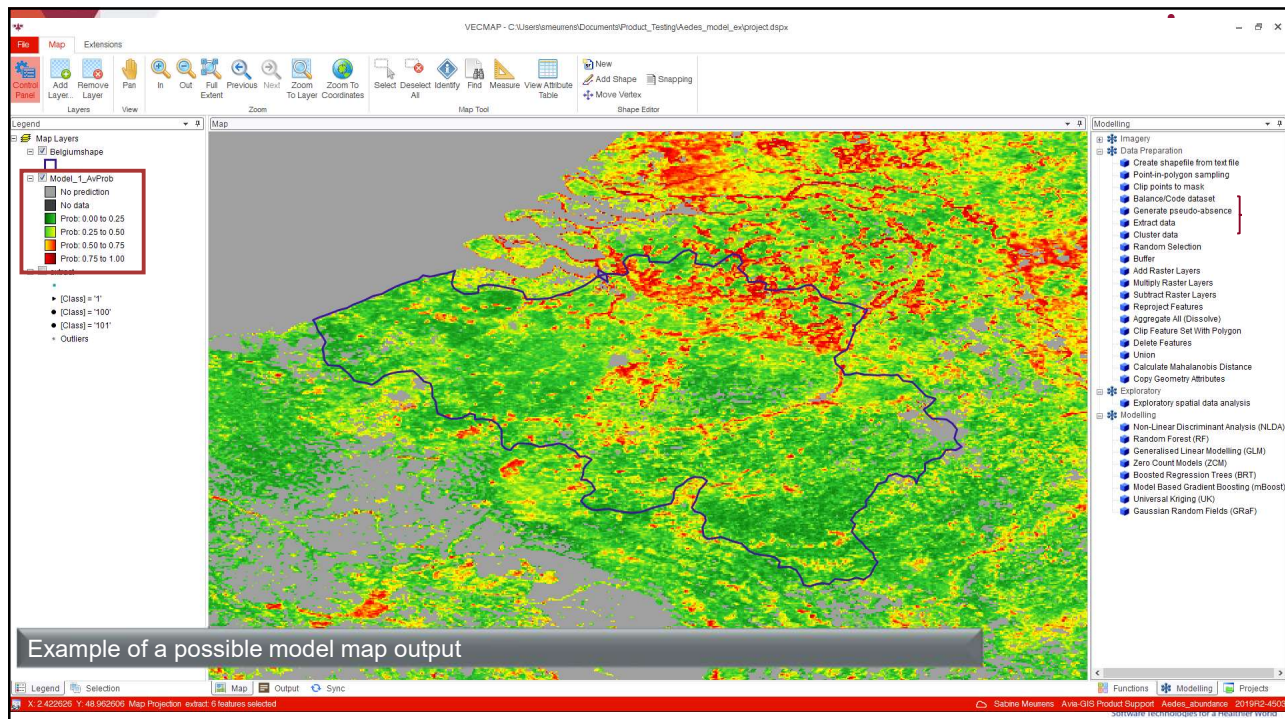 VECMAP - C:\Users\smeurrens\Documents\Product_Testing\Aedes_model_ex\project.dspx
File Map Extensions
Control Panel
Add Layer...
Remove Layer
Pan
In
Out
Full Extent
Previous
Next
Zoom To Layer
Zoom To Coordinates
Select
Deselect All
Identify
Find
Measure
View Attribute Table
New
Add Shape
Snapping
Move Vertex
Layers
View
Zoom
Map Tool
Shape Editor
Legend
Map Layers
Belgiumshape
Model_1_AvProb
No prediction
No data
Prob: 0.00 to 0.25
Prob: 0.25 to 0.50
Prob: 0.50 to 0.75
Prob: 0.75 to 1.00
extract
[Class] = '1'
[Class] = '100'
[Class] = '101'
Outliers
Map
Modelling
Imagery
Data Preparation
Create shapefile from text file
Point-in-polygon sampling
Clip points to mask
Balance/Code dataset
Generate pseudo-absence
Extract data
Cluster data
Random Selection
Buffer
Add Raster Layers
Multiply Raster Layers
Subtract Raster Layers
Reproject Features
Aggregate All (Dissolve)
Clip Feature Set With Polygon
Delete Features
Union
Calculate Mahalanobis Distance
Copy Geometry Attributes
Exploratory
Exploratory spatial data analysis
Modelling
Non-Linear Discriminant Analysis (NLDA)
Random Forest (RF)
Generalised Linear Modelling (GLM)
Zero Count Models (ZCM)
Boosted Regression Trees (BRT)
Model Based Gradient Boosting (mBoost)
Universal Kriging (UK)
Gaussian Random Fields (GRaF)
Example of a possible model map output
Legend Selection
Map Output Sync
Functions Modelling Projects
X: 2.422626 Y: 48.962606 Map Projection extract: 6 features selected
Sabine Meurrens Avia-GIS Product Support Aedes_abundance 2019R2-4503
Software Technologies for a Healthier World